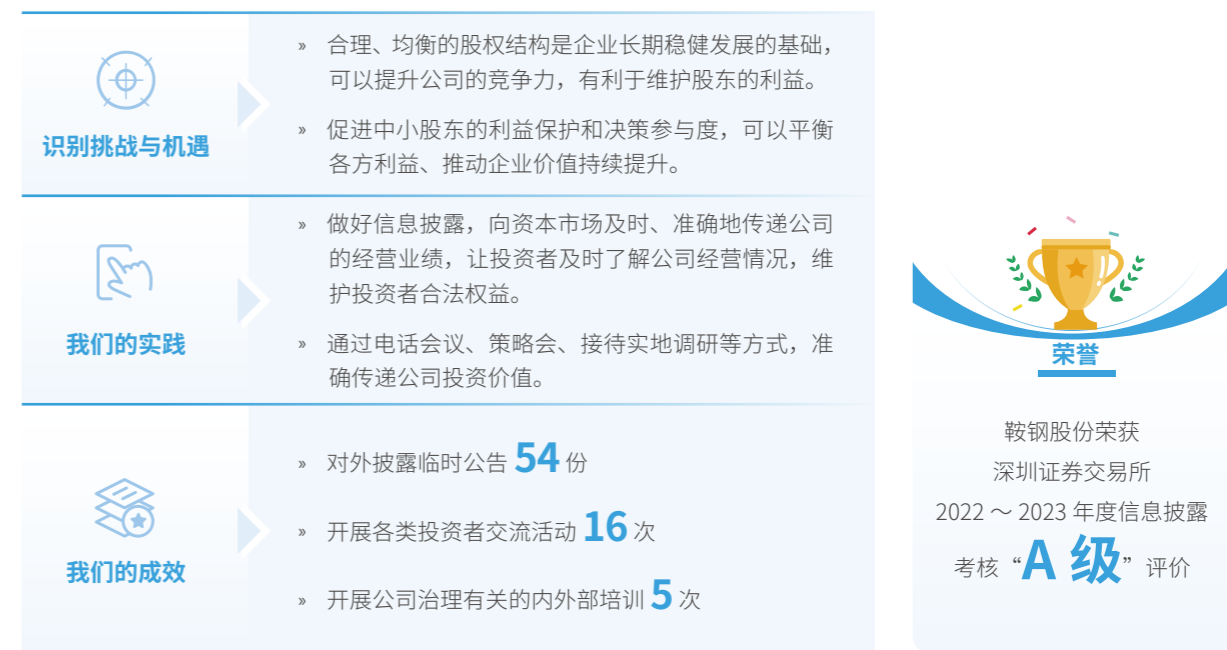 识别挑战与机遇
» 合理、均衡的股权结构是企业长期稳健发展的基础，
可以提升公司的竞争力，有利于维护股东的利益。
» 促进中小股东的利益保护和决策参与度，可以平衡
各方利益、推动企业价值持续提升。
我们的实践
» 做好信息披露，向资本市场及时、准确地传递公司
的经营业绩，让投资者及时了解公司经营情况，维
护投资者合法权益。
» 通过电话会议、策略会、接待实地调研等方式，准
确传递公司投资价值。
我们的成效
» 对外披露临时公告 54 份
» 开展各类投资者交流活动 16 次
» 开展公司治理有关的内外部培训 5 次
荣誉
鞍钢股份荣获
深圳证券交易所
2022 ～ 2023 年度信息披露
考核“A 级”评价